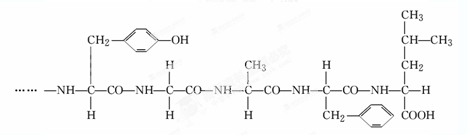 CH₃
CH₂ OH CH₃ CH—CH₃
H H CH₂
…… —NH—C—CO—NH—C—CO—NH—C—CO—NH—C—CO—NH—C—H
H H H CH₂ COOH